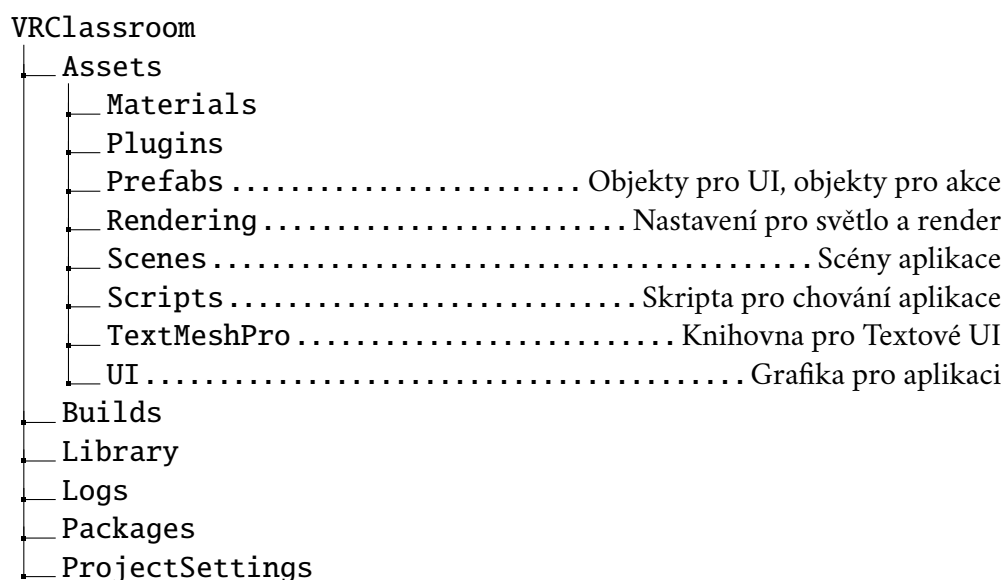 VRClassroom
Assets
Materials
Plugins
Prefabs ........................ Objekty pro UI, objekty pro akce
Rendering ......................... Nastavení pro světlo a render
Scenes ......................................... Scény aplikace
Scripts ............................ Skripta pro chování aplikace
TextMeshPro .......................... Knihovna pro Textové UI
UI ......................................... Grafika pro aplikaci
Builds
Library
Logs
Packages
ProjectSettings